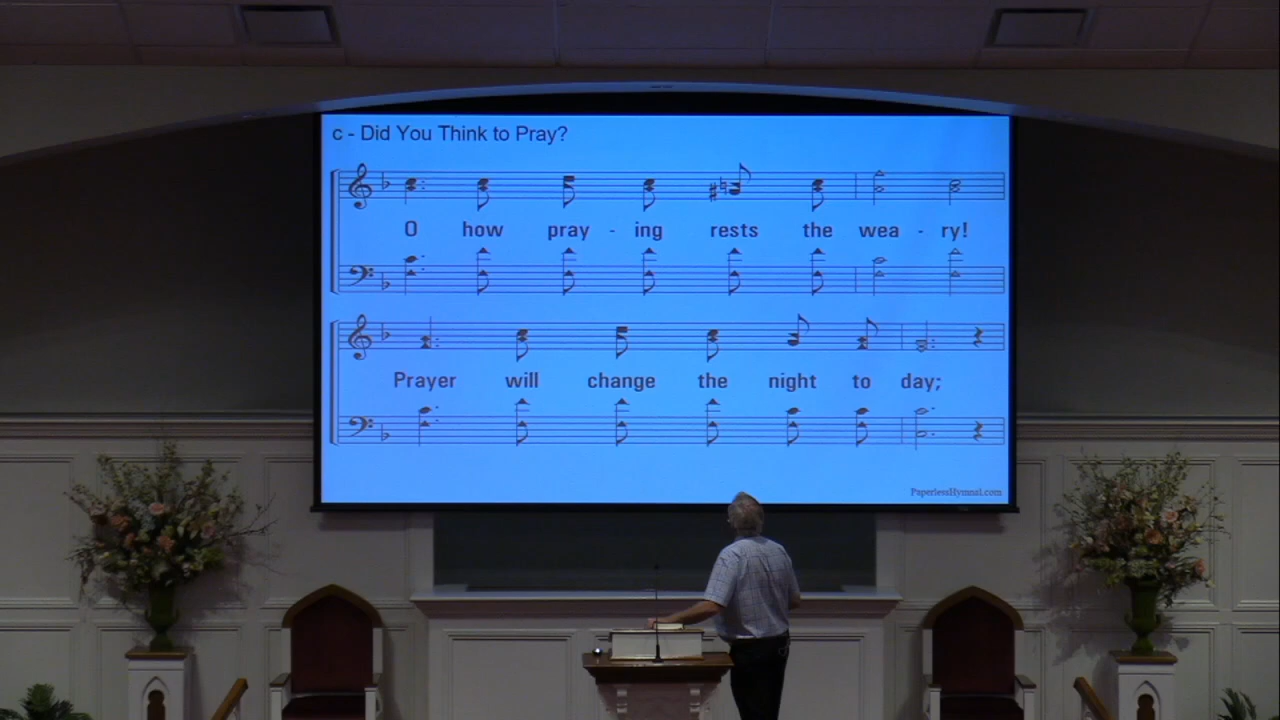 c - Did You Think to Pray?
O how pray - ing rests the wea - ry!
Prayer will change the night to day;
PaperlessHymnal.com